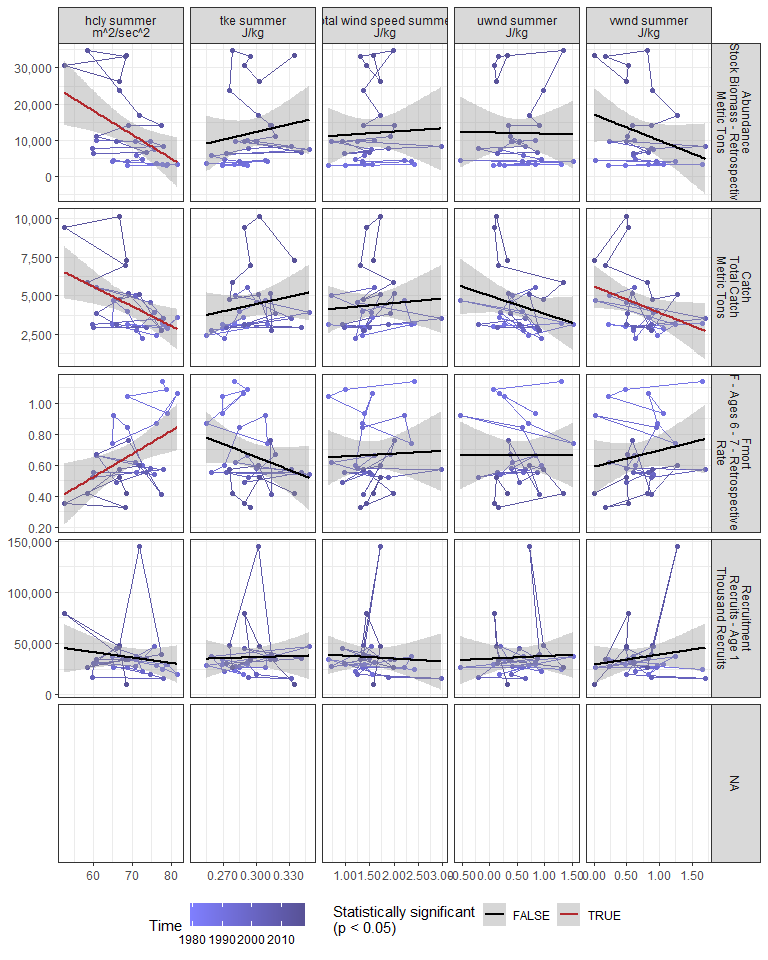 hcly summer
m^2/sec^2
tke summer
J/kg
otal wind speed summe
J/kg
uwnd summer
J/kg
vwnd summer
J/kg
30,000
20,000
10,000
0
Abundance
Stock Biomass - Retrospectiv
Metric Tons
10,000
7,500
5,000
2,500
Catch
Total Catch
Metric Tons
1.00
0.80
0.60
0.40
0.20
Fmort
F - Ages 6 - 7 - Retrospective
Rate
150,000
100,000
50,000
0
Recruitment
Recruits - Age 1
Thousand Recruits
NA
60 70 80
0.270 0.300 0.330
1.00 1.50 2.00 2.50 3.00
-0.50 0.00 0.50 1.00 1.50
0.00 0.50 1.00 1.50
Time
1980 1990 2000 2010
Statistically significant
(p < 0.05)
FALSE
TRUE